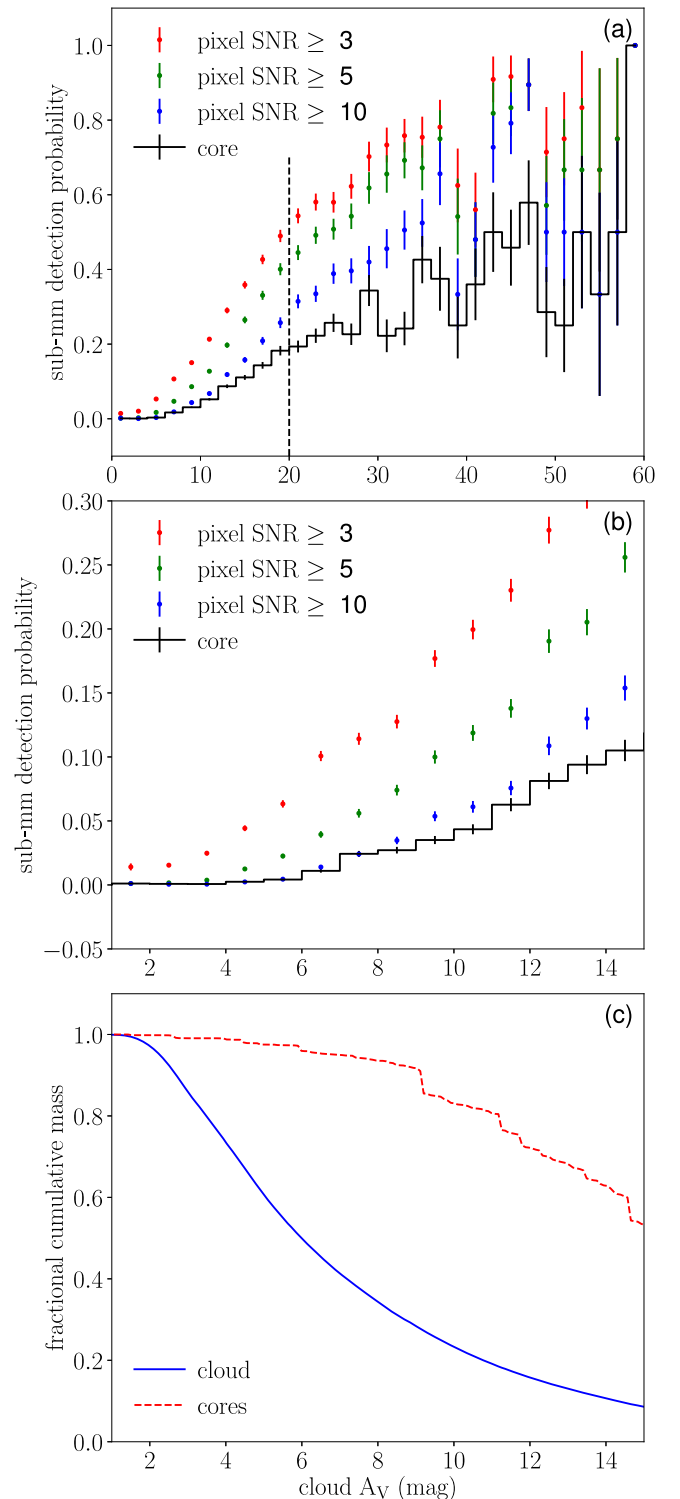 (a)
pixel SNR ≥ 3
pixel SNR ≥ 5
pixel SNR ≥ 10
core
sub-mm detection probability
1.0
0.8
0.6
0.4
0.2
0.0
0 10 20 30 40 50 60
(b)
pixel SNR ≥ 3
pixel SNR ≥ 5
pixel SNR ≥ 10
core
sub-mm detection probability
0.30
0.25
0.20
0.15
0.10
0.05
0.00
−0.05
2 4 6 8 10 12 14
(c)
fractional cumulative mass
1.0
0.8
0.6
0.4
0.2
0.0
cloud
cores
2 4 6 8 10 12 14
cloud AV (mag)